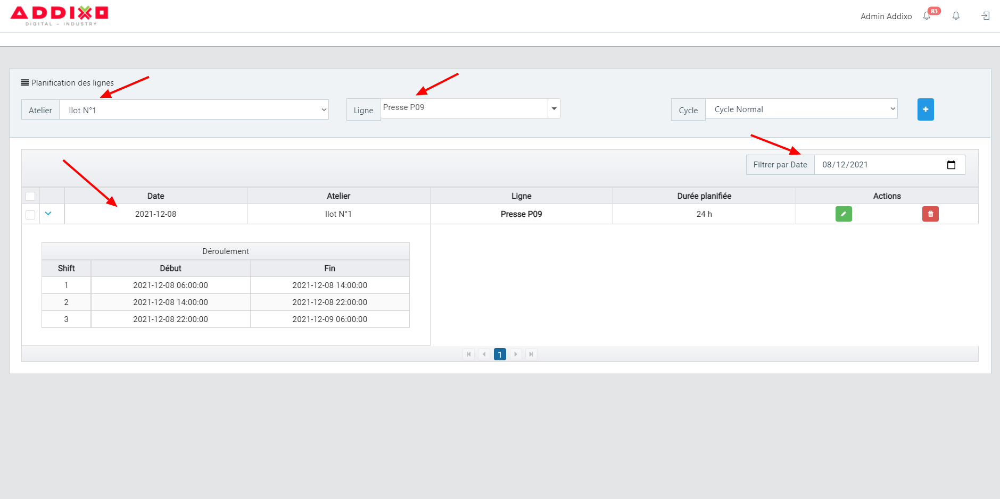 ADDIXO
DIGITAL - INDUSTRY
Admin Addixo
83
Planification des lignes
Atelier
Ilot N°1
Ligne
Presse P09
Cycle
Cycle Normal
+
Filtrer par Date
08/12/2021
Date Atelier Ligne Durée planifiée Actions
2021-12-08 Ilot N°1 Presse P09 24 h
Déroulement
Shift Début Fin
1 2021-12-08 06:00:00 2021-12-08 14:00:00
2 2021-12-08 14:00:00 2021-12-08 22:00:00
3 2021-12-08 22:00:00 2021-12-09 06:00:00
1